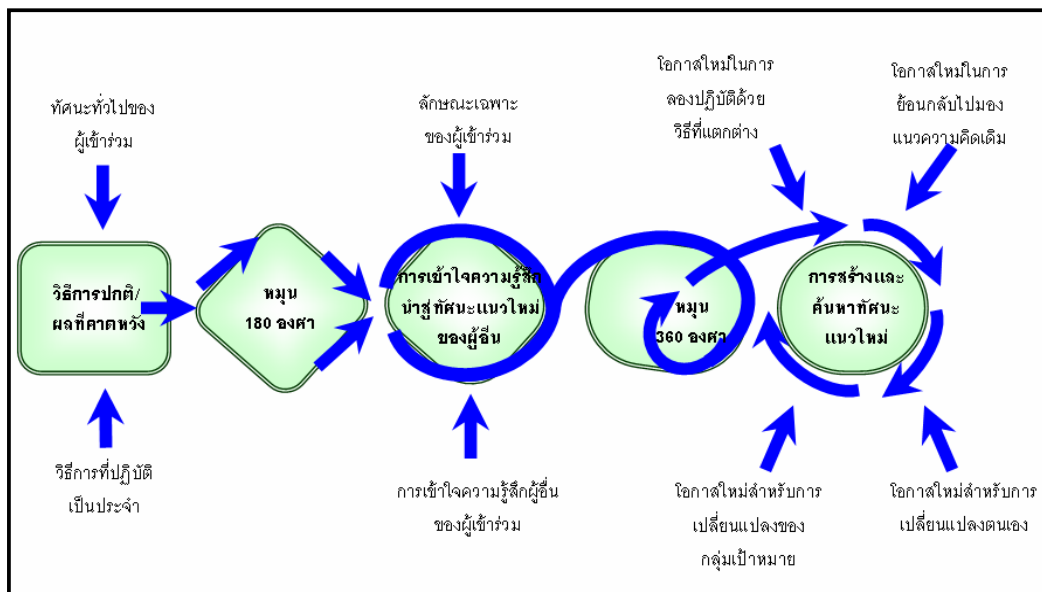 ทัศนะทั่วไปของ
ผู้เข้าร่วม
ลักษณะเฉพาะ
ของผู้เข้าร่วม
โอกาสใหม่ในการ
ลองปฏิบัติด้วย
วิธีที่แตกต่าง
โอกาสใหม่ในการ
ย้อนกลับไปมอง
แนวความคิดเดิม
วิธีการปกติ/
ผลที่คาดหวัง
หมุน
180 องศา
การเข้าใจความรู้สึก
นำสู่ทัศนะแนวใหม่
ของผู้อื่น
หมุน
360 องศา
การสร้างและ
ค้นหาทัศนะ
แนวใหม่
วิธีการที่ปฏิบัติ
เป็นประจำ
การเข้าใจความรู้สึกผู้อื่น
ของผู้เข้าร่วม
โอกาสใหม่สำหรับการ
เปลี่ยนแปลงของ
กลุ่มเป้าหมาย
โอกาสใหม่สำหรับการ
เปลี่ยนแปลงตนเอง